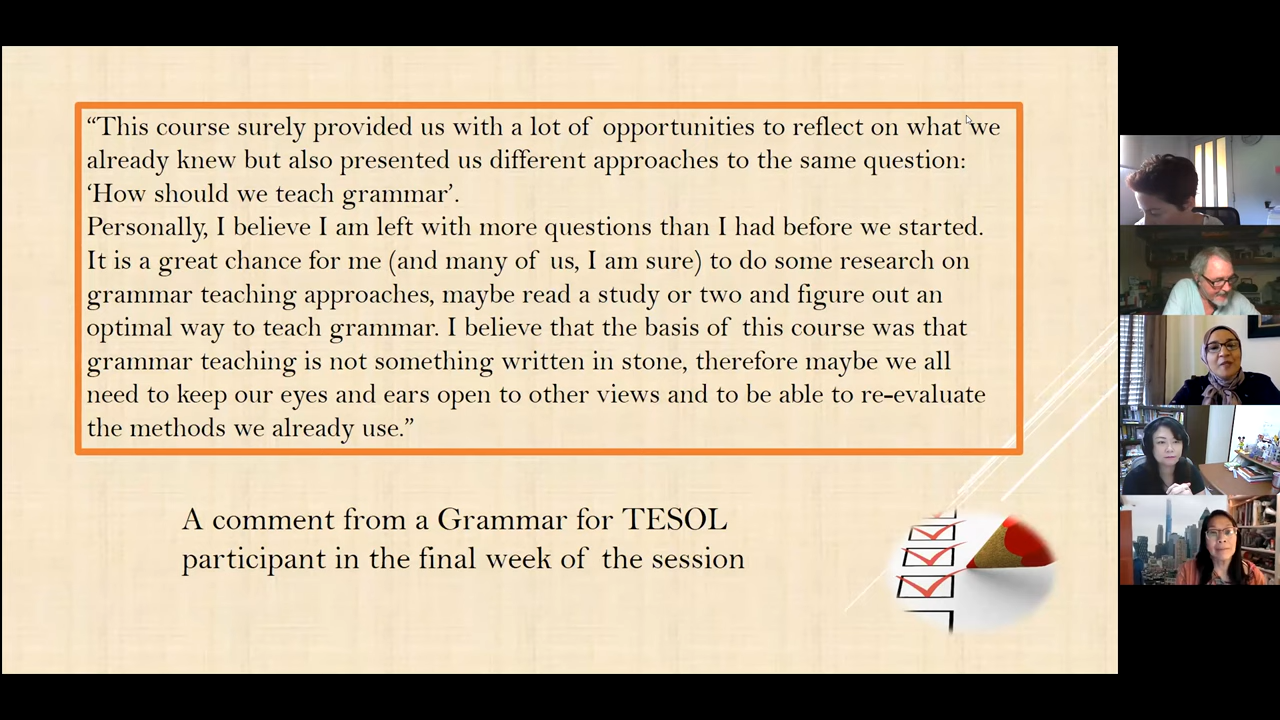 “This course surely provided us with a lot of opportunities to reflect on what we
already knew but also presented us different approaches to the same question:
‘How should we teach grammar’.
Personally, I believe I am left with more questions than I had before we started.
It is a great chance for me (and many of us, I am sure) to do some research on
grammar teaching approaches, maybe read a study or two and figure out an
optimal way to teach grammar. I believe that the basis of this course was that
grammar teaching is not something written in stone, therefore maybe we all
need to keep our eyes and ears open to other views and to be able to re-evaluate
the methods we already use.”
A comment from a Grammar for TESOL
participant in the final week of the session